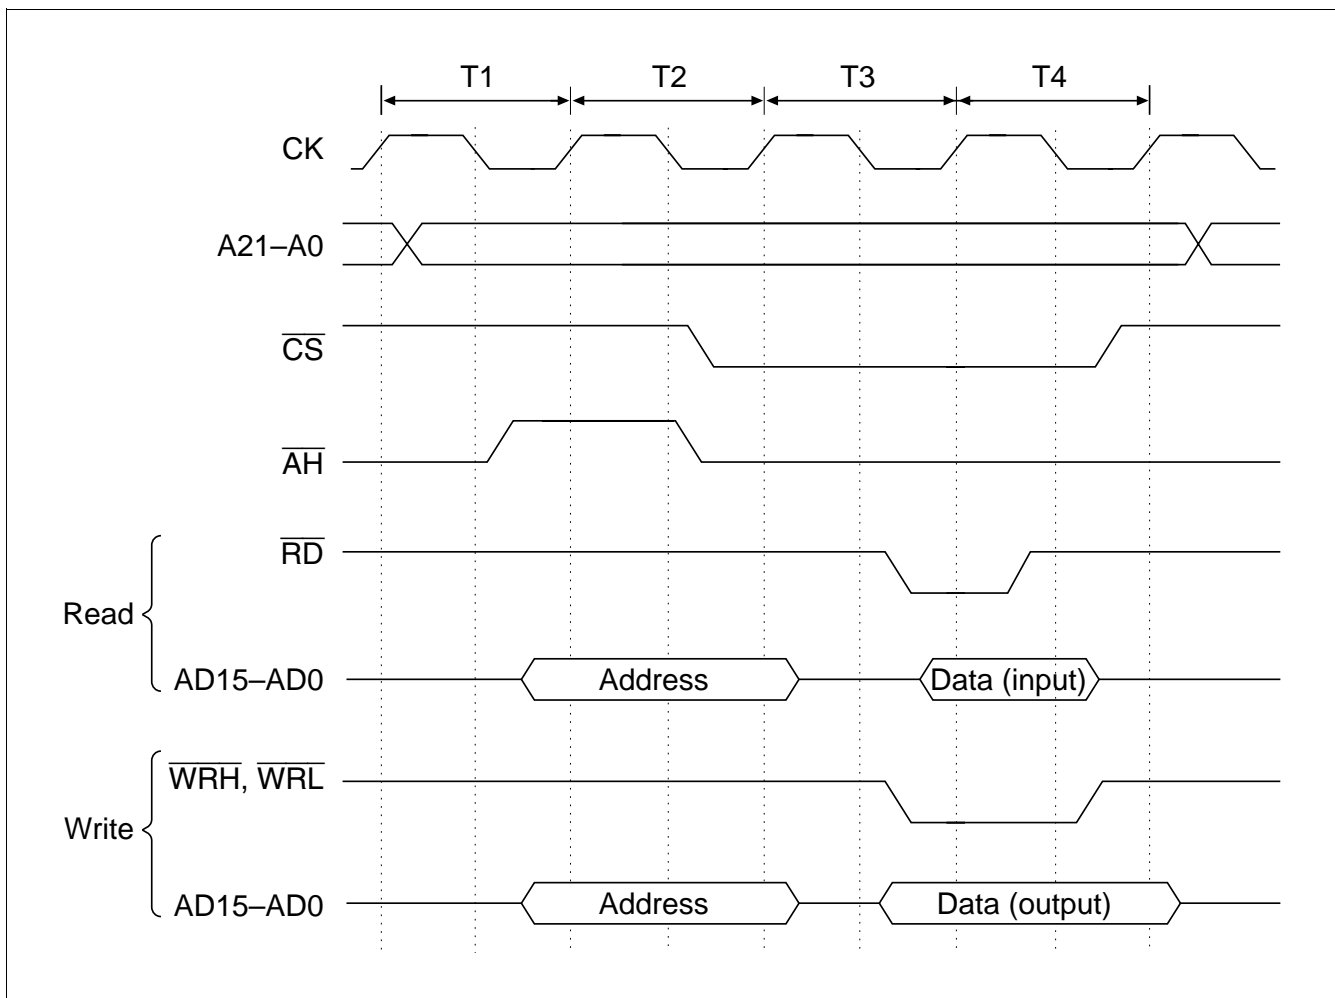 T1 T2 T3 T4
CK
A21–A0
CS
AH
RD
Read
AD15–AD0 Address Data (input)
WRH, WRL
Write
AD15–AD0 Address Data (output)